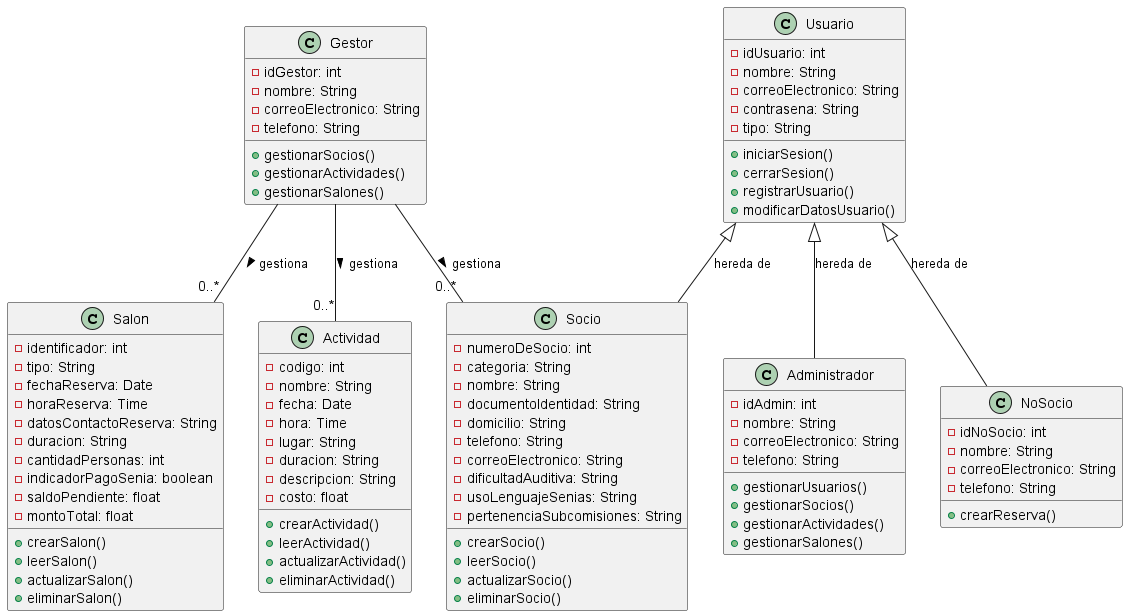 C Gestor
idGestor: int
nombre: String
correoElectronico: String
telefono: String
gestionarSocios()
gestionarActividades()
gestionarSalones()
C Usuario
idUsuario: int
nombre: String
correoElectronico: String
contrasena: String
tipo: String
iniciarSesion()
cerrarSesion()
registrarUsuario()
modificarDatosUsuario()
gestiona
gestiona
gestiona
hereda de
hereda de
hereda de
0..*
0..*
0..*
C Salon
identificador: int
tipo: String
fechaReserva: Date
horaReserva: Time
datosContactoReserva: String
duracion: String
cantidadPersonas: int
indicadorPagoSenia: boolean
saldoPendiente: float
montoTotal: float
crearSalon()
leerSalon()
actualizarSalon()
eliminarSalon()
C Actividad
codigo: int
nombre: String
fecha: Date
hora: Time
lugar: String
duracion: String
descripcion: String
costo: float
crearActividad()
leerActividad()
actualizarActividad()
eliminarActividad()
C Socio
numeroDeSocio: int
categoria: String
nombre: String
documentoIdentidad: String
domicilio: String
telefono: String
correoElectronico: String
dificultadAuditiva: String
usoLenguajeSenias: String
pertenenciaSubcomisiones: String
crearSocio()
leerSocio()
actualizarSocio()
eliminarSocio()
C Administrador
idAdmin: int
nombre: String
correoElectronico: String
telefono: String
gestionarUsuarios()
gestionarSocios()
gestionarActividades()
gestionarSalones()
C NoSocio
idNoSocio: int
nombre: String
correoElectronico: String
telefono: String
crearReserva()